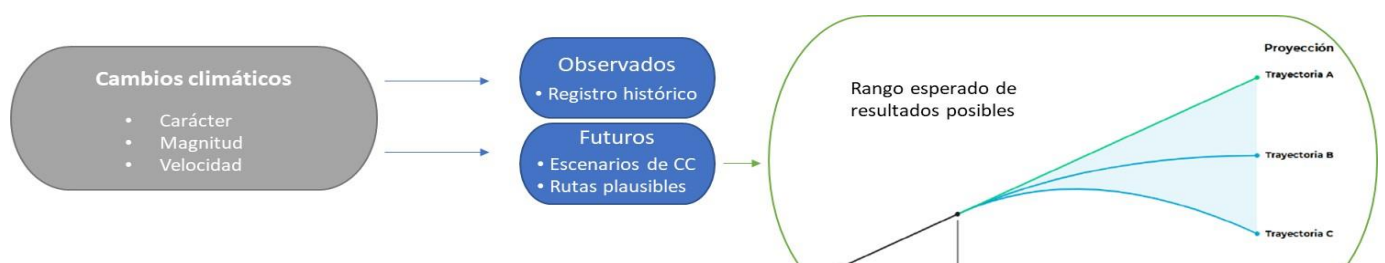 Cambios climáticos
• Carácter
• Magnitud
• Velocidad
Observados
• Registro histórico
Futuros
• Escenarios de CC
• Rutas plausibles
Rango esperado de
resultados posibles
Proyección
Trayectoria A
Trayectoria B
Trayectoria C